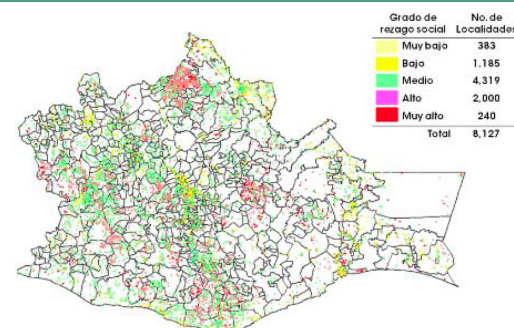 Grado de rezago social No. de Localidades
Muy bajo 383
Bajo 1,185
Medio 4,319
Alto 2,000
Muy alto 240
Total 8,127